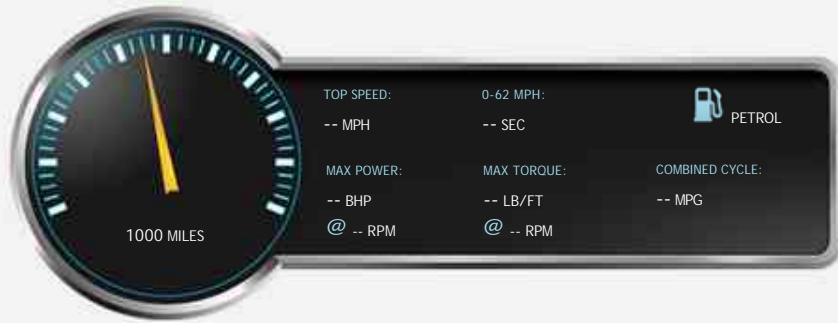 1000 MILES
TOP SPEED:
-- MPH
0-62 MPH:
-- SEC
PETROL
MAX POWER:
-- BHP
@ -- RPM
MAX TORQUE:
-- LB/FT
@ -- RPM
COMBINED CYCLE:
-- MPG